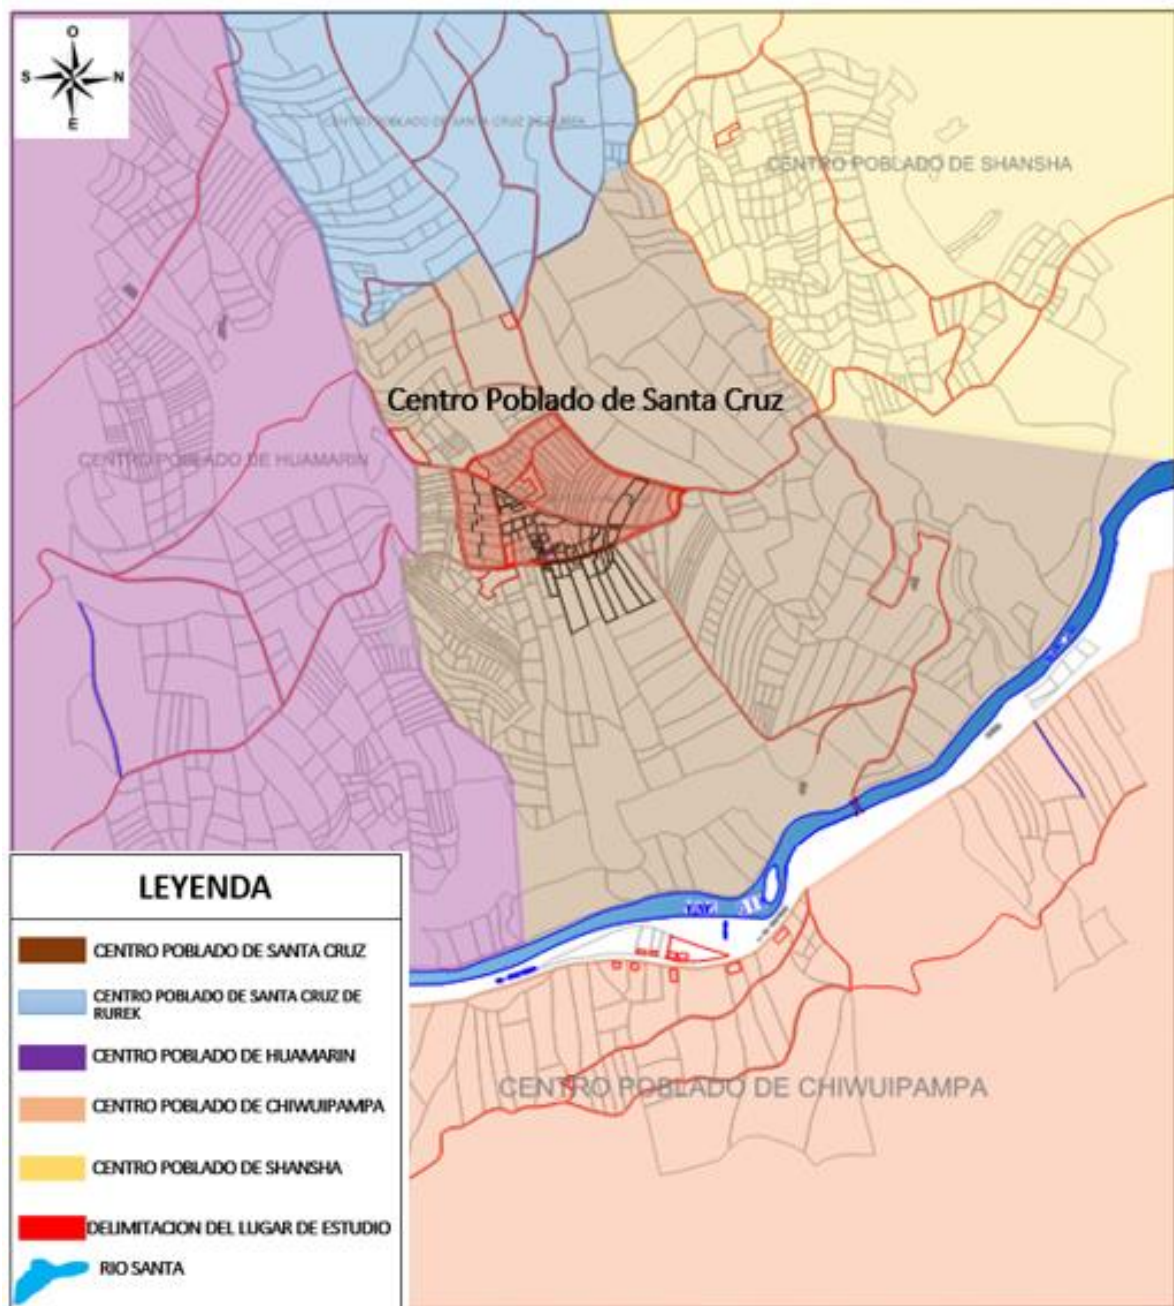 O
S N
E
CENTRO POBLADO DE SANTA CRUZ DE RUREK
CENTRO POBLADO DE SHANSHA
Centro Poblado de Santa Cruz
CENTRO POBLADO DE HUAMARIN
LEYENDA
CENTRO POBLADO DE SANTA CRUZ
CENTRO POBLADO DE SANTA CRUZ DE
RUREK
CENTRO POBLADO DE HUAMARIN
CENTRO POBLADO DE CHIWUIPAMPA
CENTRO POBLADO DE SHANSHA
DELIMITACION DEL LUGAR DE ESTUDIO
RIO SANTA
CENTRO POBLADO DE CHIWUIPAMPA